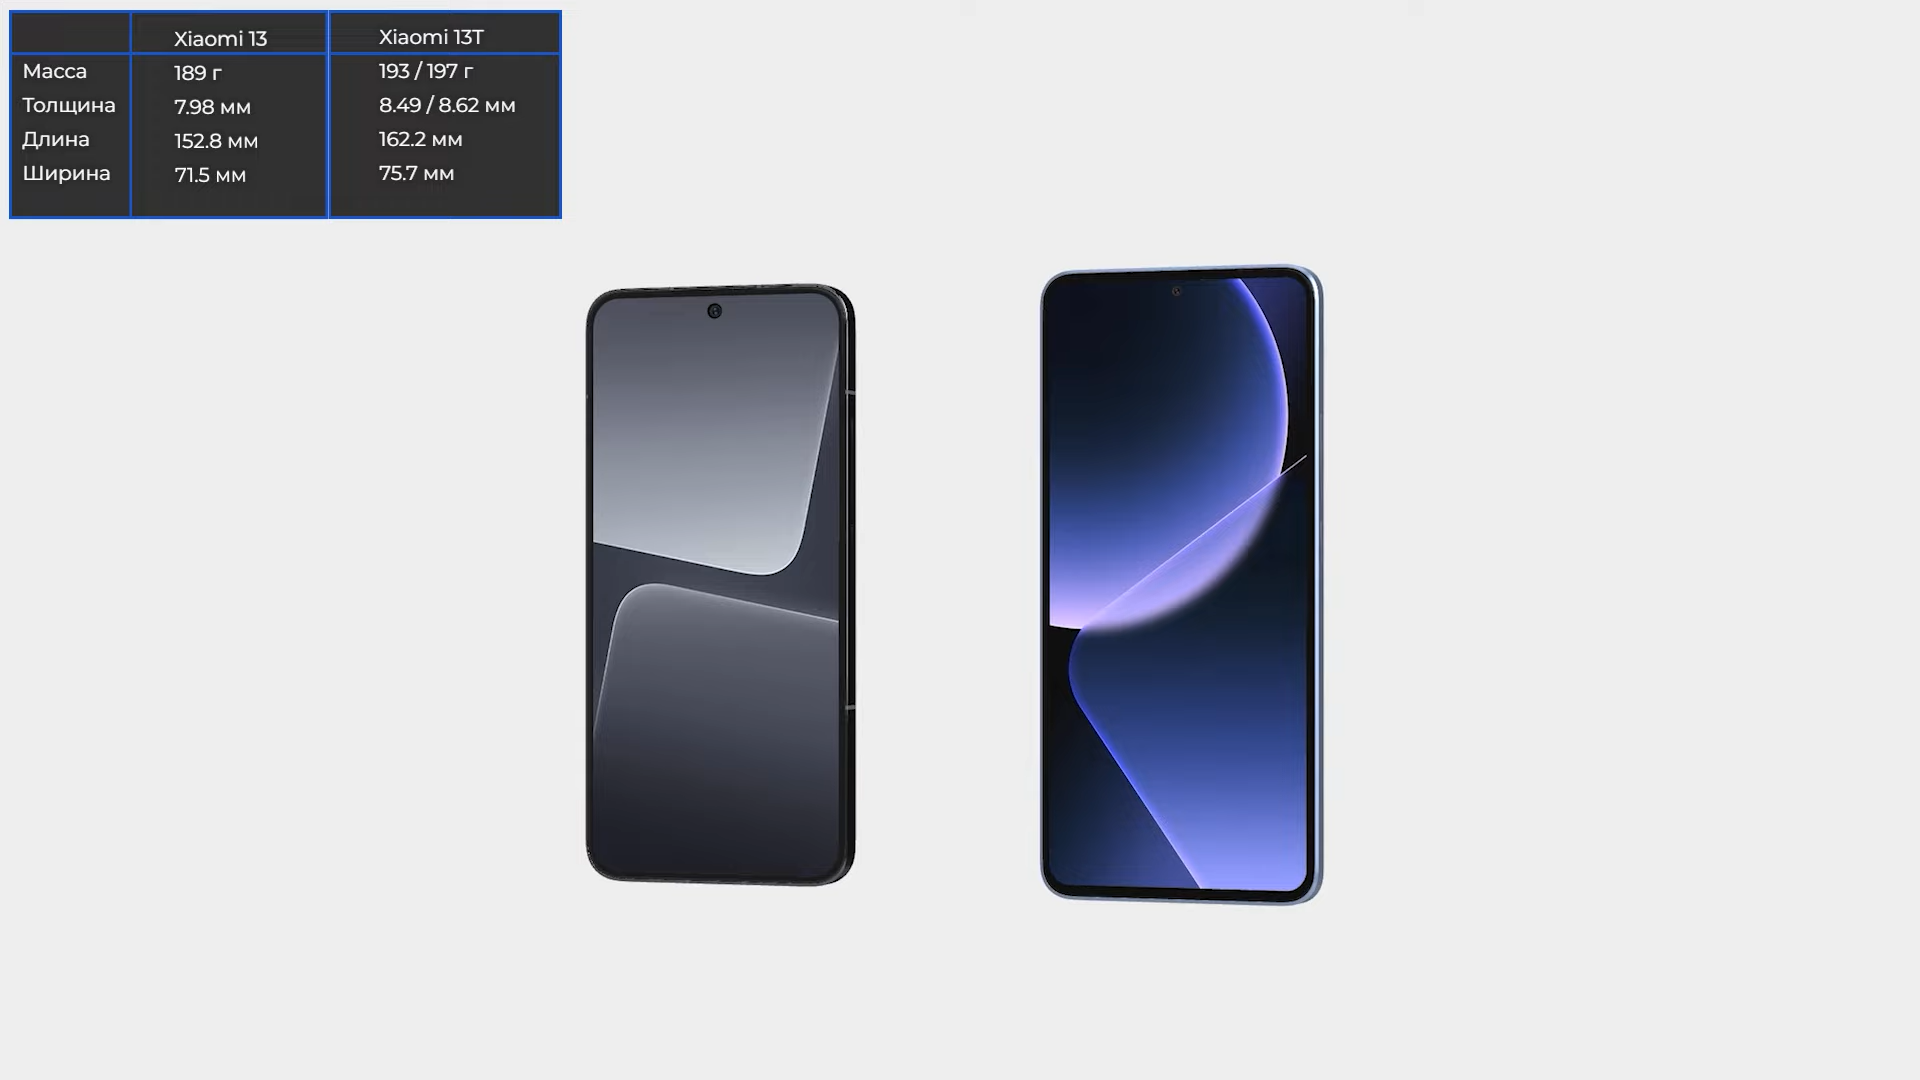 Xiaomi 13 Xiaomi 13T
Масса 189 г 193 / 197 г
Толщина 7.98 мм 8.49 / 8.62 мм
Длина 152.8 мм 162.2 мм
Ширина 71.5 мм 75.7 мм